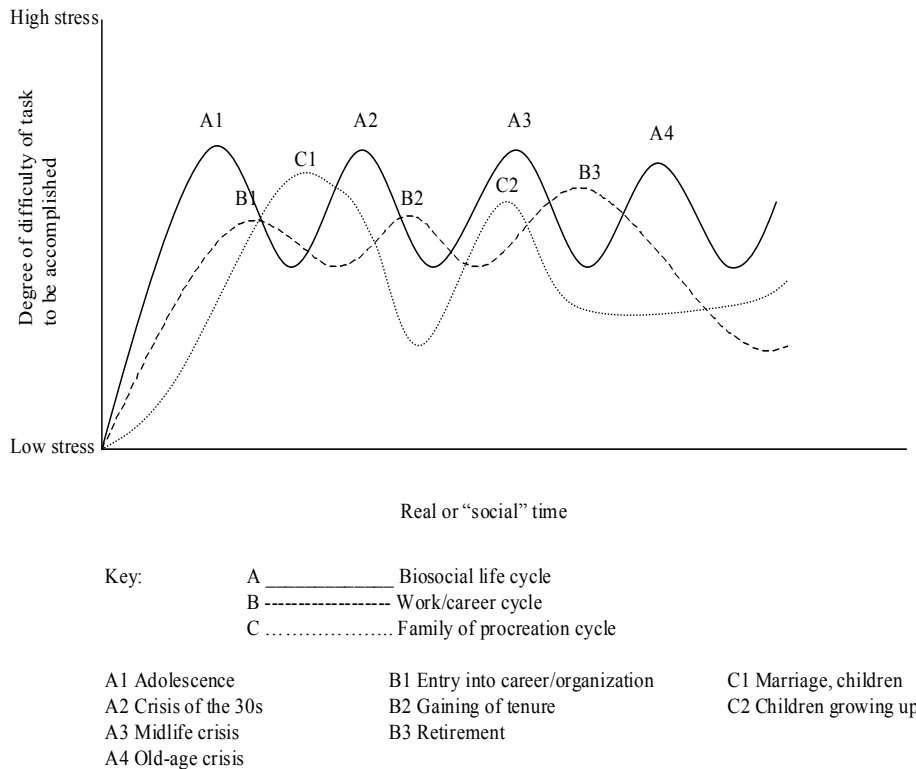 High stress
Degree of difficulty of task
to be accomplished
A1
A2
A3
A4
C1
B1
B2
C2
B3
Low stress
Real or “social” time
Key:
A _____________ Biosocial life cycle
B ------------------- Work/career cycle
C ………….…….. Family of procreation cycle
A1 Adolescence B1 Entry into career/organization C1 Marriage, children
A2 Crisis of the 30s B2 Gaining of tenure C2 Children growing up
A3 Midlife crisis B3 Retirement
A4 Old-age crisis